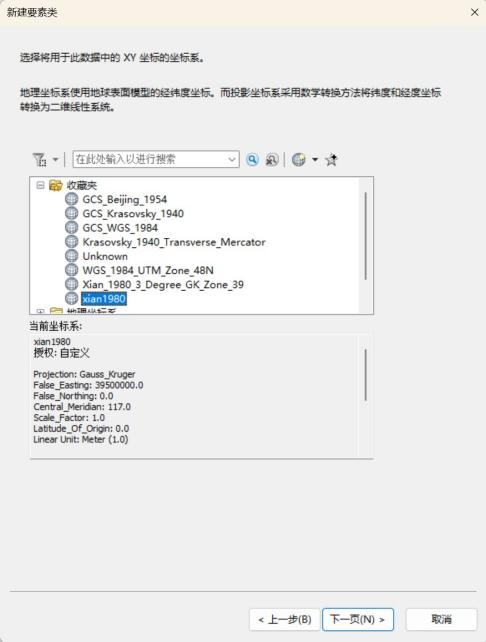 新建要素类
选择将用于此数据中的 XY 坐标的坐标系。
地理坐标系使用地球表面模型的经纬度坐标。而投影坐标系采用数学转换方法将纬度和经度坐标
转换为二维线性系统。
在此处输入以进行搜索
收藏夹
GCS_Beijing_1954
GCS_Krasovsky_1940
GCS_WGS_1984
Krasovsky_1940_Transverse_Mercator
Unknown
WGS_1984_UTM_Zone_48N
Xian_1980_3_Degree_GK_Zone_39
xian1980
地理坐标系
当前坐标系:
xian1980
授权: 自定义
Projection: Gauss_Kruger
False_Easting: 39500000.0
False_Northing: 0.0
Central_Meridian: 117.0
Scale_Factor: 1.0
Latitude_Of_Origin: 0.0
Linear Unit: Meter (1.0)
< 上一步(B) 下一页(N) > 取消